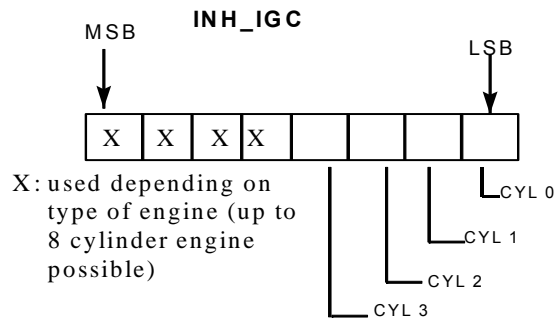 INH_IGC
MSB
LSB
X X X X
X: used depending on
type of engine (up to
8 cylinder engine
possible)
CYL 0
CYL 1
CYL 2
CYL 3